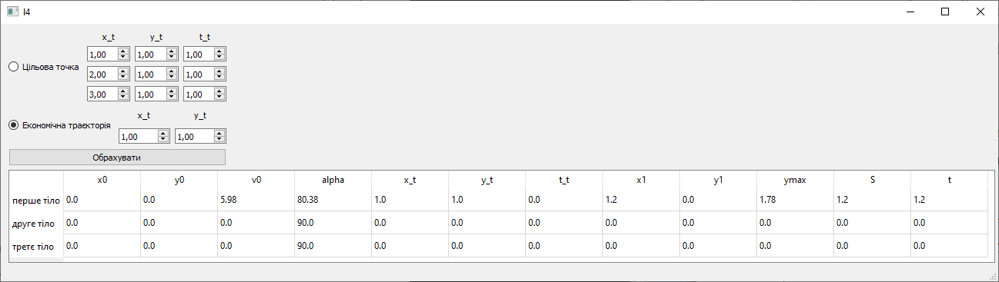 I4
x_t y_t t_t
1,00 1,00 1,00
Цільова точка
2,00 1,00 1,00
3,00 1,00 1,00
x_t y_t
Економічна траєкторія
1,00 1,00
Обрахувати
x0 y0 v0 alpha x_t y_t t_t x1 y1 ymax S t
перше тіло 0.0 0.0 5.98 80.38 1.0 1.0 0.0 1.2 0.0 1.78 1.2 1.2
друге тіло 0.0 0.0 0.0 90.0 0.0 0.0 0.0 0.0 0.0 0.0 0.0 0.0
третє тіло 0.0 0.0 0.0 90.0 0.0 0.0 0.0 0.0 0.0 0.0 0.0 0.0